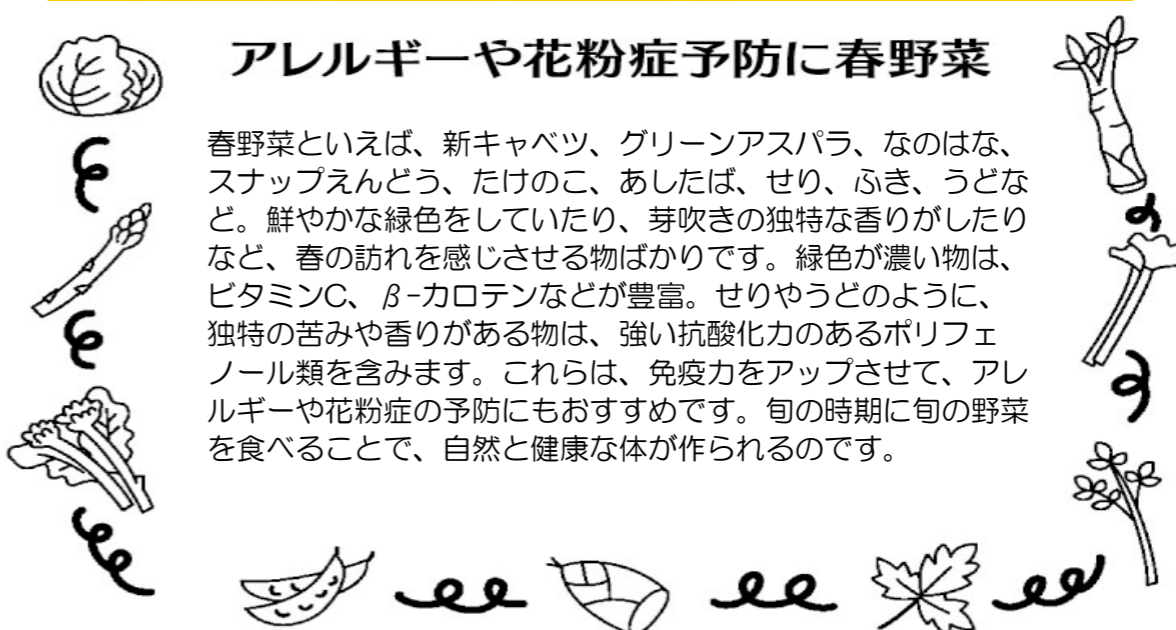 アレルギーや花粉症予防に春野菜
春野菜といえば、新キャベツ、グリーンアスパラ、なのはな、
スナップえんどう、たけのこ、あしたば、せり、ふき、うどな
ど。鮮やかな緑色をしていたり、芽吹きの独特な香りがしたり
など、春の訪れを感じさせる物ばかりです。緑色が濃い物は、
ビタミンC、β-カロテンなどが豊富。せりやうどのように、
独特の苦みや香りがある物は、強い抗酸化力のあるポリフェ
ノール類を含みます。これらは、免疫力をアップさせて、アレ
ルギーや花粉症の予防にもおすすめです。旬の時期に旬の野菜
を食べることで、自然と健康な体が作られるのです。